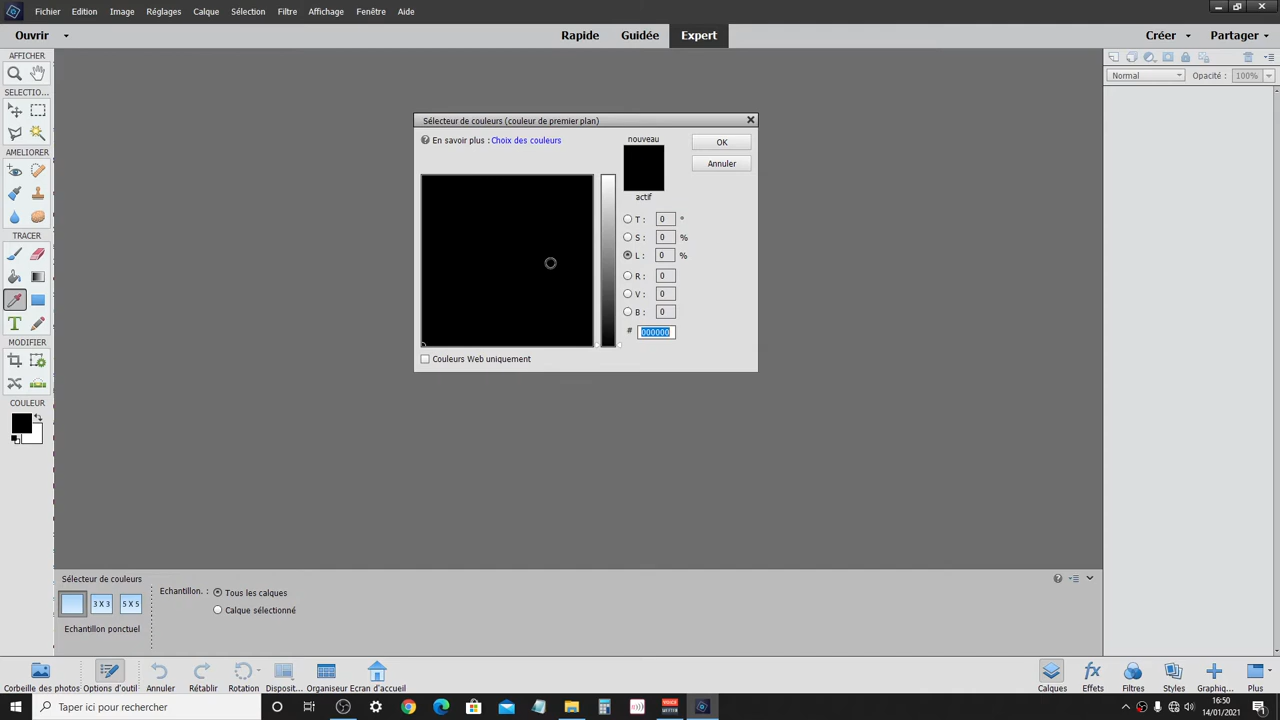 Fichier Edition Image Réglages Calque Sélection Filtre Affichage Fenêtre Aide
Ouvrir Rapide Guidée Expert Créer Partager
AFFICHER
SELECTIO...
AMELIORER
TRACER
MODIFIER
COULEUR
Normal Opacité : 100%
Sélecteur de couleurs (couleur de premier plan)
En savoir plus : Choix des couleurs
nouveau
actif
OK
Annuler
T : 0 °
S : 0 %
L : 0 %
R : 0
V : 0
B : 0
# 000000
Couleurs Web uniquement
Sélecteur de couleurs
3 X 3 5 X 5
Echantillon ponctuel
Echantillon. : Tous les calques
Calque sélectionné
Corbeille des photos Options d'outil Annuler Rétablir Rotation Disposit... Organiseur Ecran d'accueil Calques Effets Filtres Styles Graphiq... Plus
Taper ici pour rechercher
VOICE
METER
16:50
14/01/2021